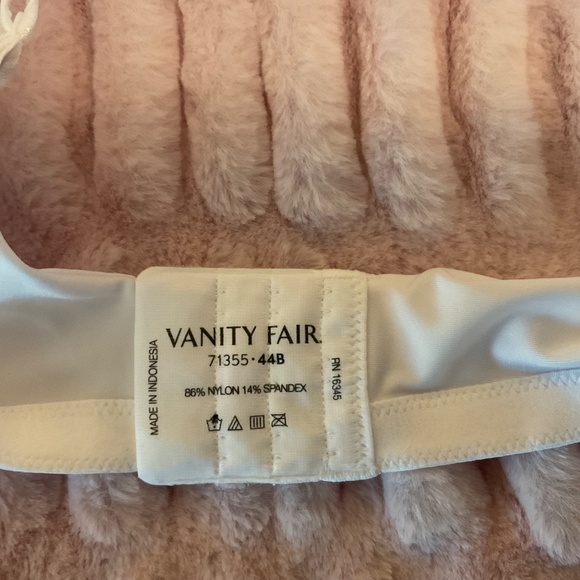 VANITY FAIR.
71355 · 44B
86% NYLON 14% SPANDEX
MADE IN INDONESIA
RN 16345